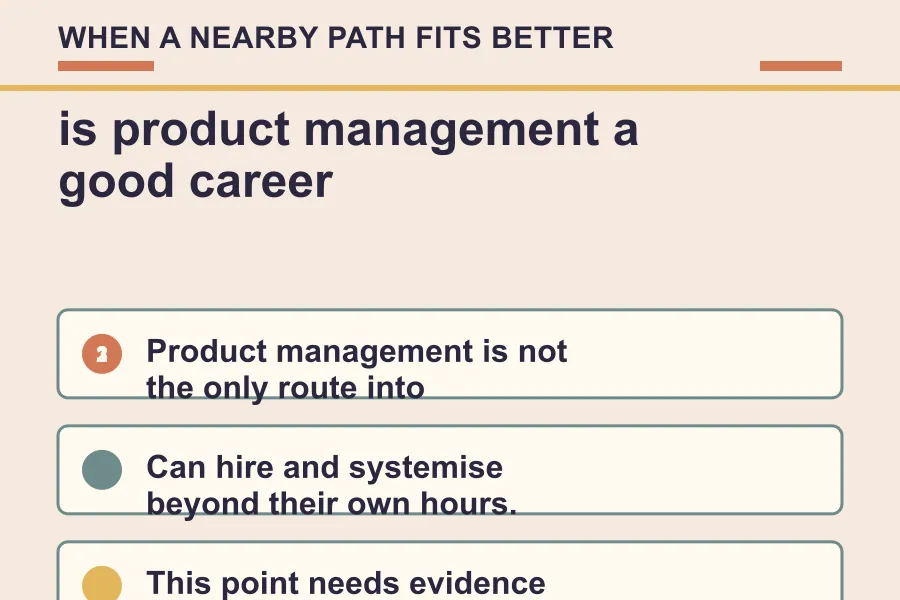 WHEN A NEARBY PATH FITS BETTER
is product management a
good career
Product management is not
the only route into
Can hire and systemise
beyond their own hours.
This point needs evidence